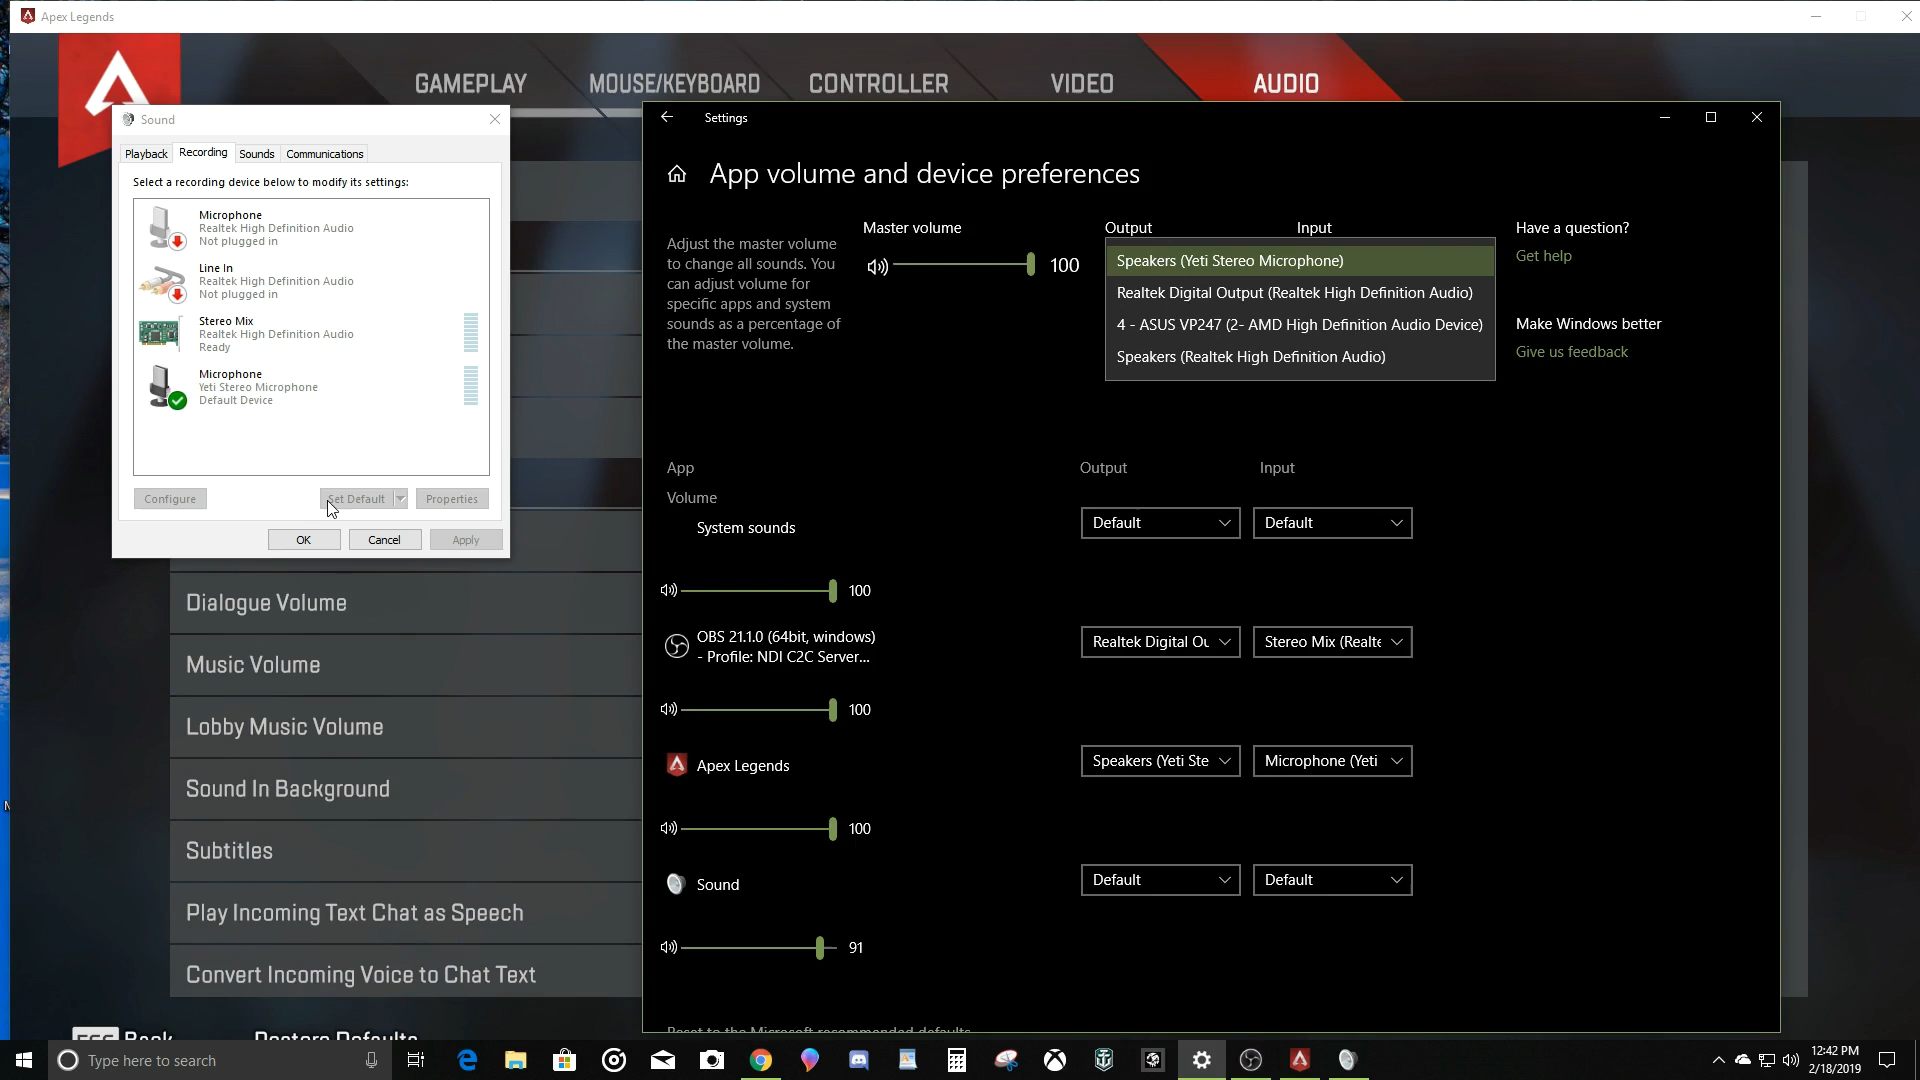 Apex Legends
GAMEPLAY
MOUSE/KEYBOARD
CONTROLLER
VIDEO
AUDIO
Sound
Playback
Recording
Sounds
Communications
Select a recording device below to modify its settings:
Microphone
Realtek High Definition Audio
Not plugged in
Line In
Realtek High Definition Audio
Not plugged in
Stereo Mix
Realtek High Definition Audio
Ready
Microphone
Yeti Stereo Microphone
Default Device
Configure
Set Default
Properties
OK
Cancel
Apply
Dialogue Volume
Music Volume
Lobby Music Volume
Sound In Background
Subtitles
Play Incoming Text Chat as Speech
Convert Incoming Voice to Chat Text
ESC Back
Restore Defaults
Settings
App volume and device preferences
Adjust the master volume
to change all sounds. You
can adjust volume for
specific apps and system
sounds as a percentage of
the master volume.
Master volume
100
Output
Input
Speakers (Yeti Stereo Microphone)
Realtek Digital Output (Realtek High Definition Audio)
4 - ASUS VP247 (2- AMD High Definition Audio Device)
Speakers (Realtek High Definition Audio)
Have a question?
Get help
Make Windows better
Give us feedback
App
Output
Input
Volume
System sounds
Default
Default
100
OBS 21.1.0 (64bit, windows)
- Profile: NDI C2C Server...
Realtek Digital Ou
Stereo Mix (Realte
100
Apex Legends
Speakers (Yeti Ste
Microphone (Yeti
100
Sound
Default
Default
91
Reset to the Microsoft recommended defaults
Type here to search
12:42 PM
2/18/2019